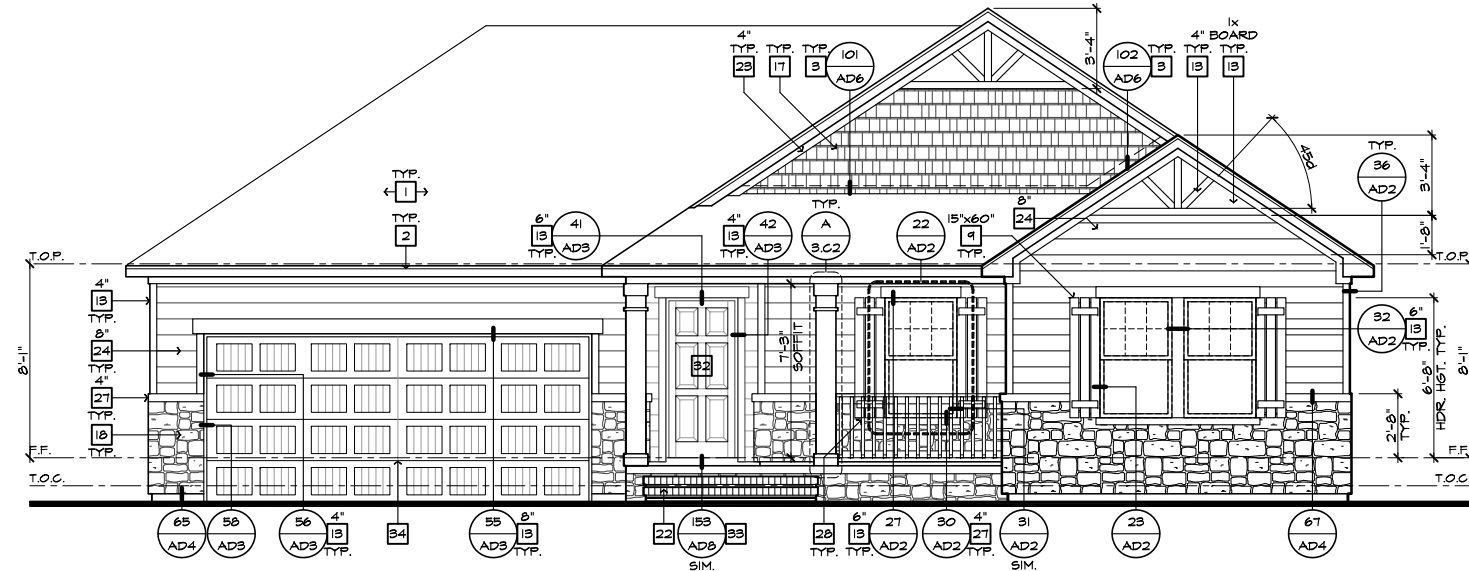 4"
TYP.
23
TYP.
17
TYP.
3
101
AD6
3'-4"
102
AD6
TYP.
3
4"
TYP.
13
1x
BOARD
13
45d
TYP.
36
AD2
3'-4"
1'-8"
TYP.
1
TYP.
2
6"
13
TYP.
41
AD3
4"
13
TYP.
42
AD3
TYP.
A
3.C2
22
AD2
15"x60"
9
8"
24
T.O.P.
T.O.P.
4"
13
TYP.
8"
24
TYP.
4"
27
TYP.
18
TYP.
8'-1"
32
7'-3"
SOFFIT
32
AD2
6"
13
TYP.
6'-8"
HDR. HGT. TYP.
8'-1"
2'-8"
TYP.
F.F.
F.F.
T.O.C.
T.O.C.
65
AD4
58
AD3
56
AD3
4"
13
TYP.
34
55
AD3
8"
13
TYP.
22
153
AD8
SIM.
33
28
TYP.
6"
13
TYP.
27
AD2
30
AD2
4"
27
TYP.
31
AD2
SIM.
23
AD2
67
AD4